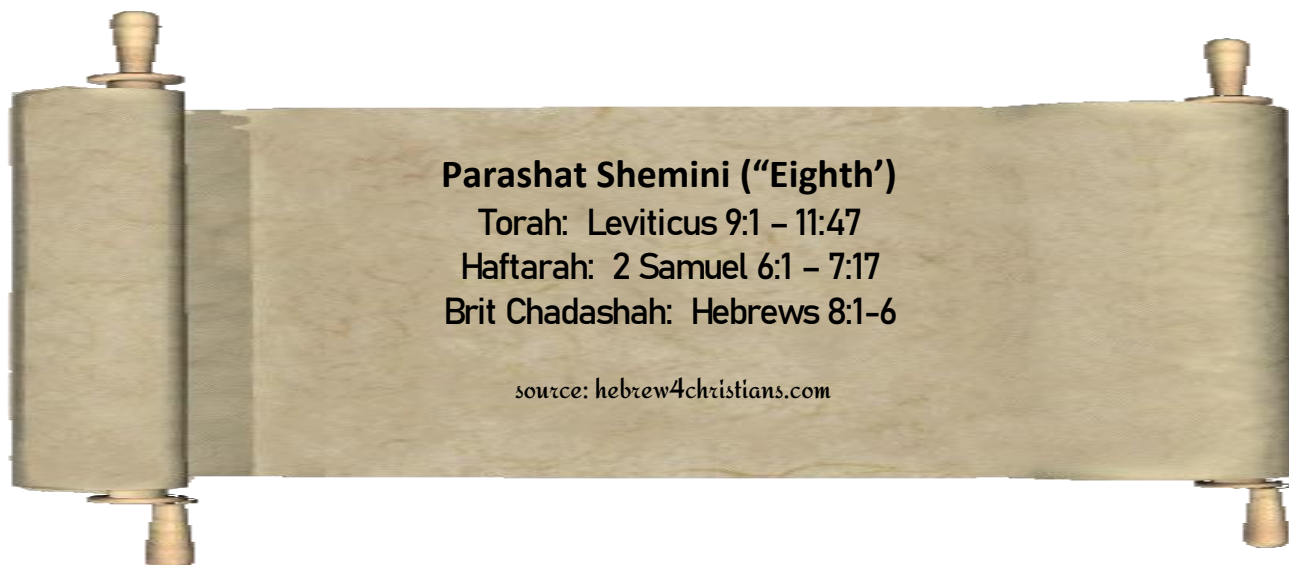 Parashat Shemini (“Eighth’)
Torah: Leviticus 9:1 – 11:47
Haftarah: 2 Samuel 6:1 – 7:17
Brit Chadashah: Hebrews 8:1-6
source: hebrew4christians.com